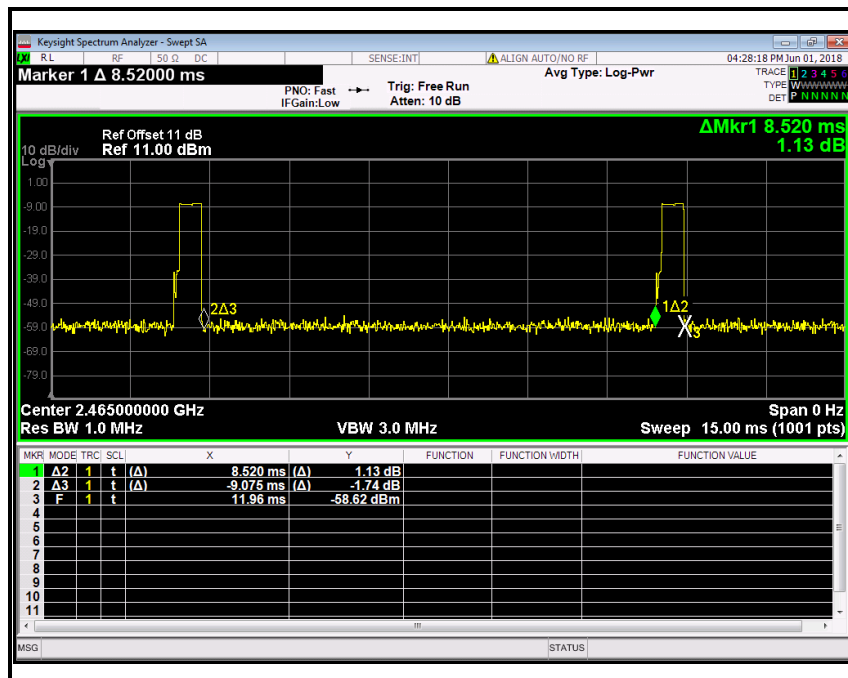 Keysight Spectrum Analyzer - Swept SA
LXI RL RF 50 Ω DC SENSE:INT ALIGN AUTO/NO RF 04:28:18 PM Jun 01, 2018
Marker 1 Δ 8.52000 ms
PNO: Fast
IFGain:Low
Trig: Free Run
Atten: 10 dB
Avg Type: Log-Pwr
TRACE 1 2 3 4 5 6
TYPE WWWWWW
DET P N N N N N
ΔMkr1 8.520 ms
1.13 dB
Ref Offset 11 dB
10 dB/div Ref 11.00 dBm
Log
1.00
-9.00
-19.0
-29.0
-39.0
-49.0
-59.0
-69.0
-79.0
2Δ3
1Δ2
3
Center 2.465000000 GHz Span 0 Hz
Res BW 1.0 MHz VBW 3.0 MHz Sweep 15.00 ms (1001 pts)
MKR MODE TRC SCL X Y FUNCTION FUNCTION WIDTH FUNCTION VALUE
1 Δ2 1 t (Δ) 8.520 ms (Δ) 1.13 dB
2 Δ3 1 t (Δ) -9.075 ms (Δ) -1.74 dB
3 F 1 t 11.96 ms -58.62 dBm
4
5
6
7
8
9
10
11
MSG STATUS